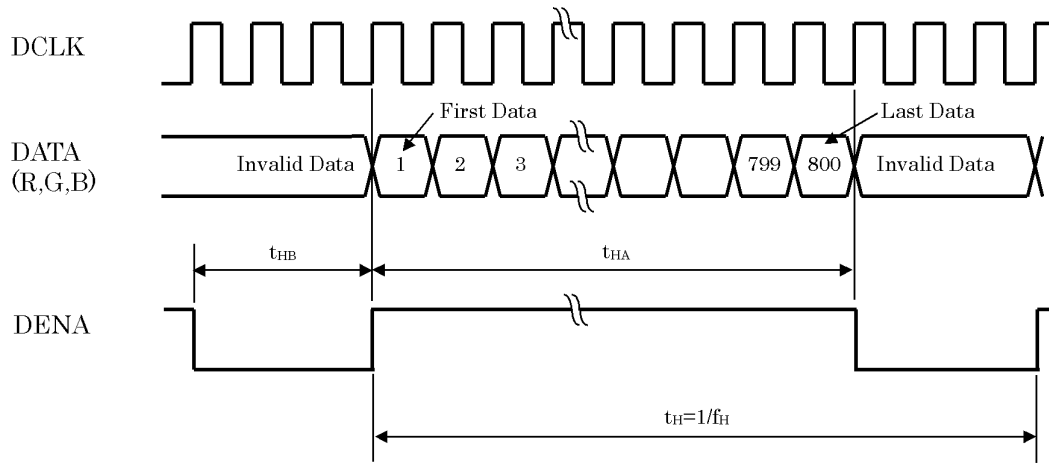 DCLK
First Data
Last Data
DATA
(R,G,B)
Invalid Data
1
2
3
799
800
Invalid Data
tHB
tHA
DENA
tH=1/fH